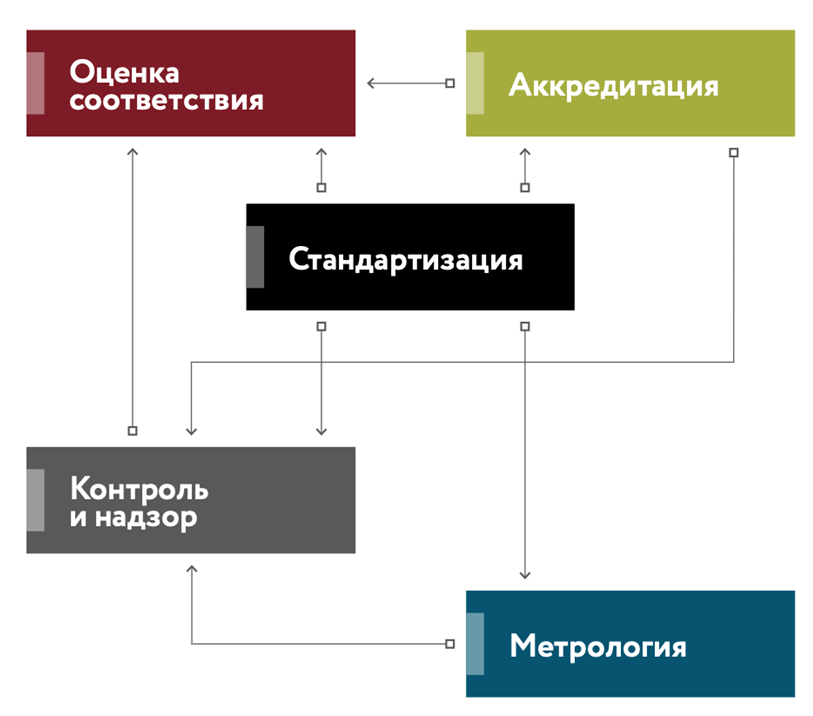 Оценка
соответствия
Аккредитация
Стандартизация
Контроль
и надзор
Метрология